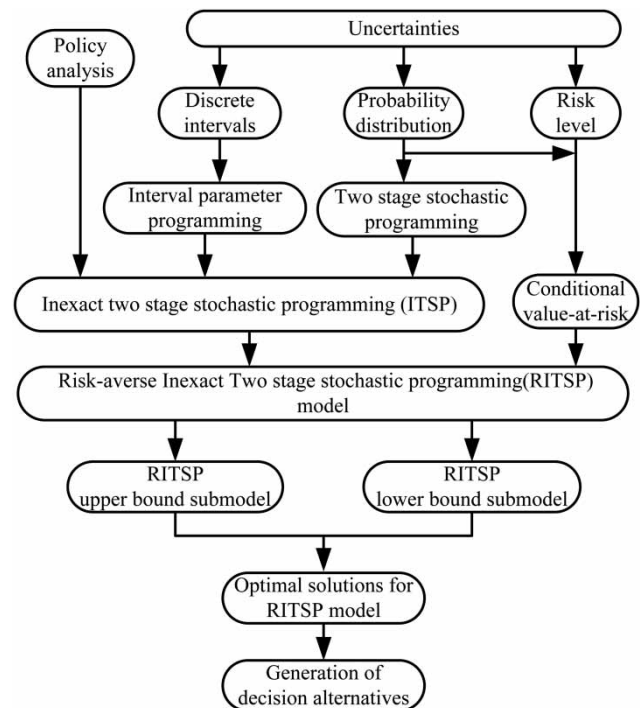 Uncertainties
Policy
analysis
Discrete
intervals
Probability
distribution
Risk
level
Interval parameter
programming
Two stage stochastic
programming
Inexact two stage stochastic programming (ITSP)
Conditional
value-at-risk
Risk-averse Inexact Two stage stochastic programming(RITSP)
model
RITSP
upper bound submodel
RITSP
lower bound submodel
Optimal solutions for
RITSP model
Generation of
decision alternatives